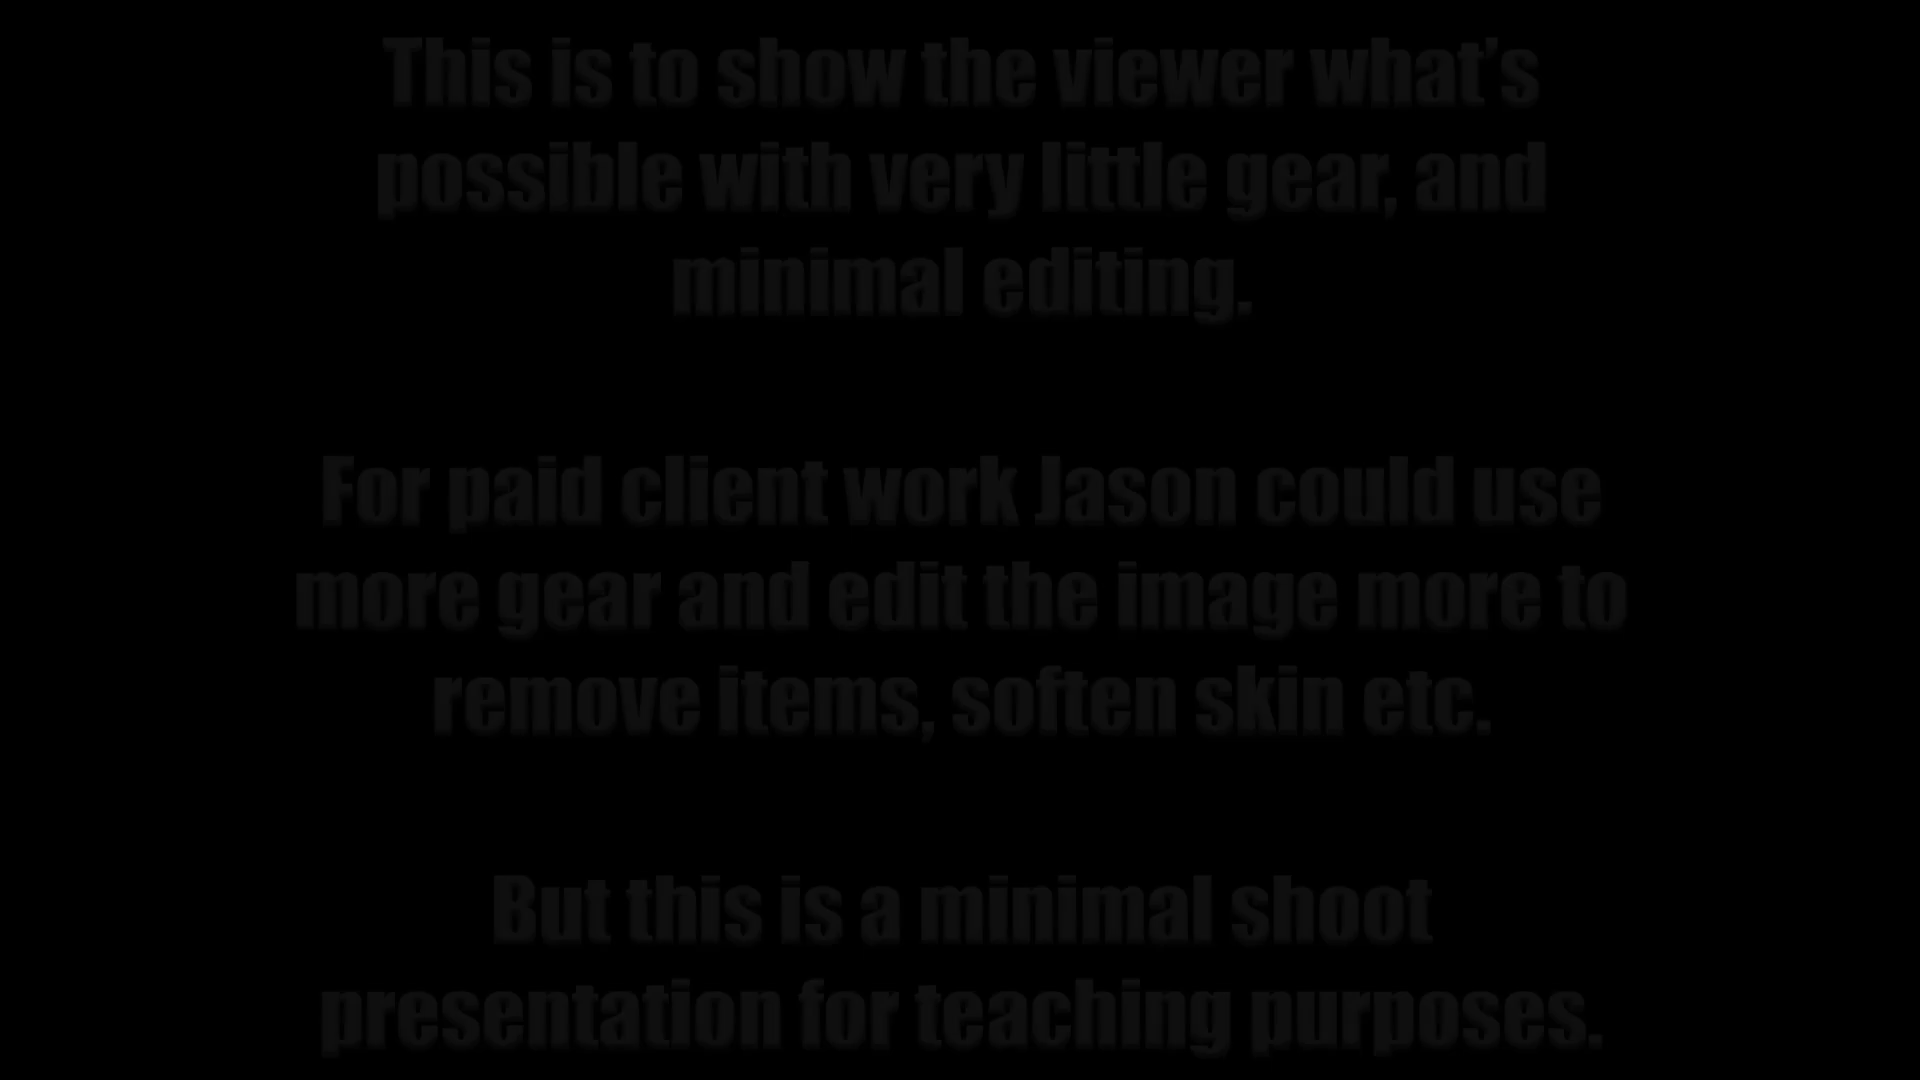 This is to show the viewer what's
possible with very little gear, and
minimal editing.
For paid client work Jason could use
more gear and edit the image more to
remove items, soften skin etc.
But this is a minimal shoot
presentation for teaching purposes.